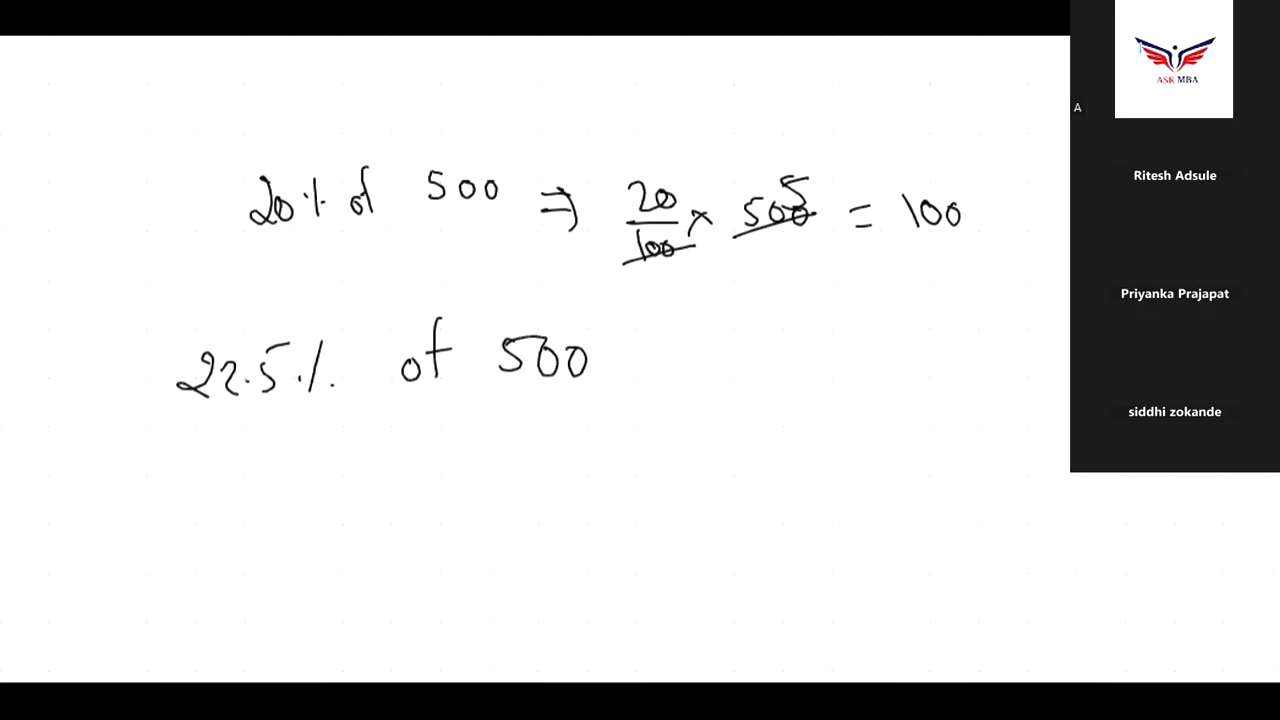 20% of 500 ⇒ 20/100 × 500 5 = 100
22.5% of 500
ASK MBA
A
Ritesh Adsule
Priyanka Prajapat
siddhi zokande